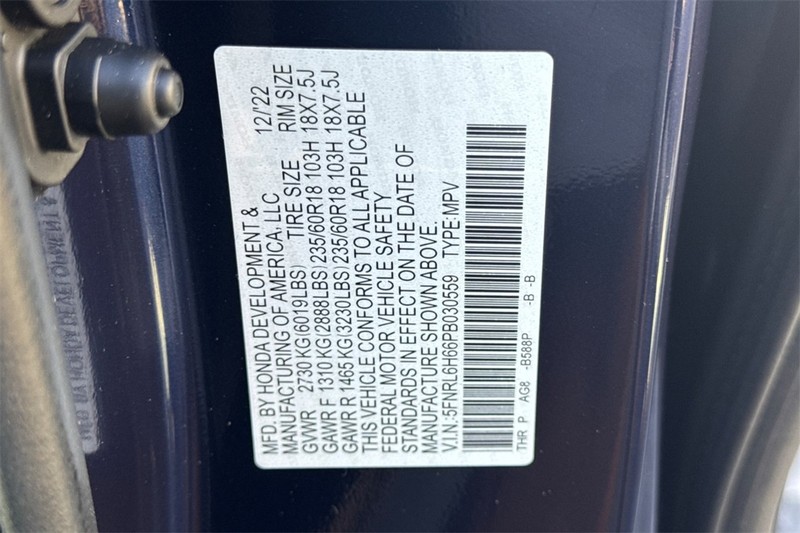 MFD. BY HONDA DEVELOPMENT &
MANUFACTURING OF AMERICA, LLC 12/'22
GVWR 2730 KG(6019LBS) TIRE SIZE RIM SIZE
GAWR F 1310 KG(2888LBS)235/60R18 103H 18X7.5J
GAWR R 1465 KG(3230LBS)235/60R18 103H 18X7.5J
THIS VEHICLE CONFORMS TO ALL APPLICABLE
FEDERAL MOTOR VEHICLE SAFETY
STANDARDS IN EFFECT ON THE DATE OF
MANUFACTURE SHOWN ABOVE.
V.I.N.:5FNRL6H66PB030559 TYPE:MPV
THR P AG8 -B588P -B -B